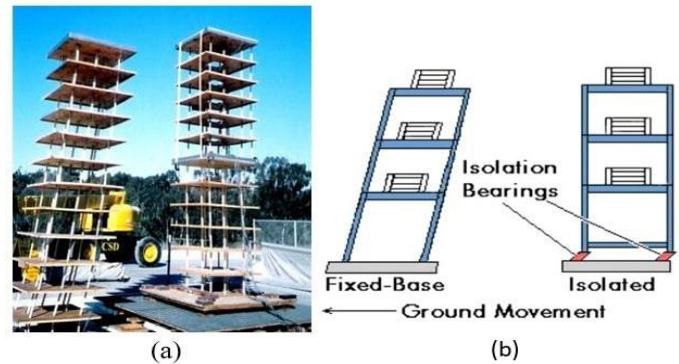 CSD
Isolation
Bearings
Fixed-Base
Isolated
Ground Movement
(a)
(b)